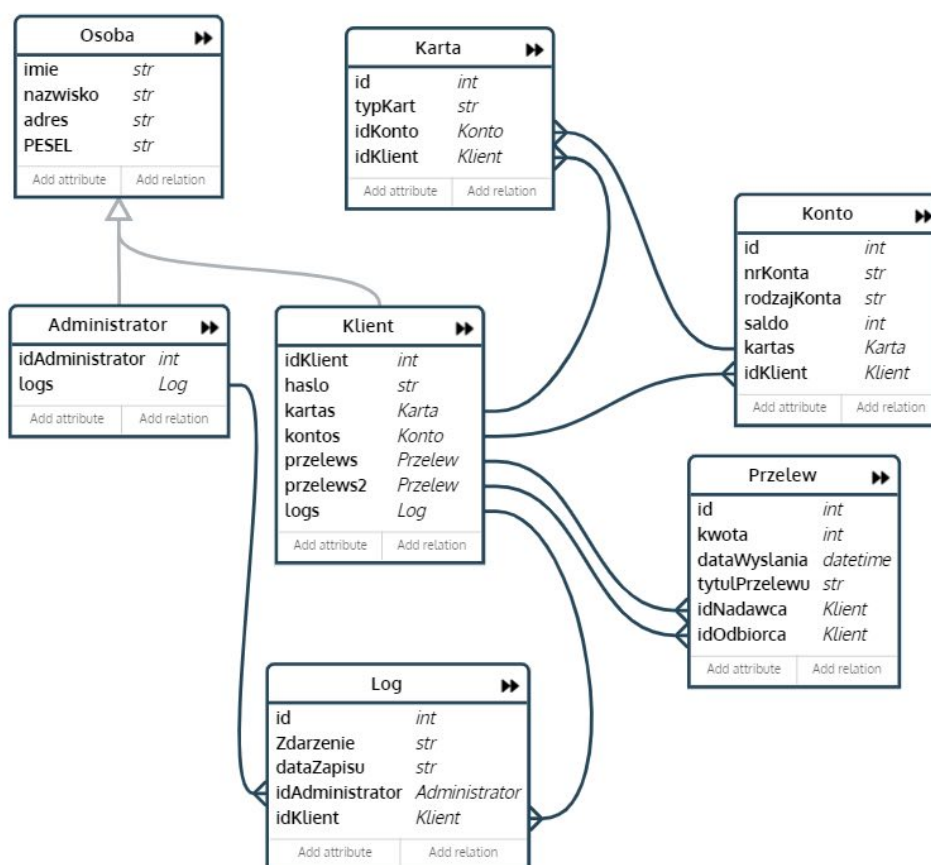 Osoba
imie str
nazwisko str
adres str
PESEL str
Add attribute Add relation
Karta
id int
typKart str
idKonto Konto
idKlient Klient
Add attribute Add relation
Konto
id int
nrKonta str
rodzajKonta str
saldo int
kartas Karta
idKlient Klient
Add attribute Add relation
Administrator
idAdministrator int
logs Log
Add attribute Add relation
Klient
idKlient int
haslo str
kartas Karta
kontos Konto
przelews Przelew
przelews2 Przelew
logs Log
Add attribute Add relation
Przelew
id int
kwota int
dataWyslania datetime
tytulPrzelewu str
idNadawca Klient
idOdbiorca Klient
Add attribute Add relation
Log
id int
Zdarzenie str
dataZapisu str
idAdministrator Administrator
idKlient Klient
Add attribute Add relation